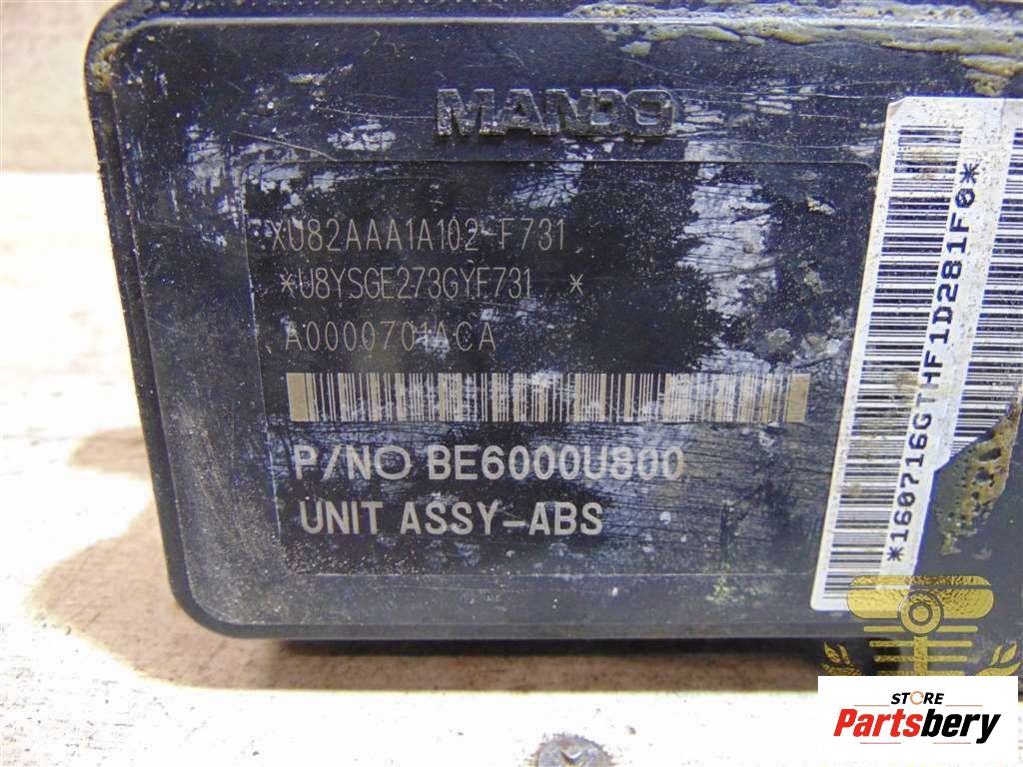 MANDO
XU82AAA1A102-F731
*U8YSGE273GYF731 *
A0000701ACA
P/NO BE6000U800
UNIT ASSY-ABS
*160716GTHF1D281F0*
STORE
Partsbery